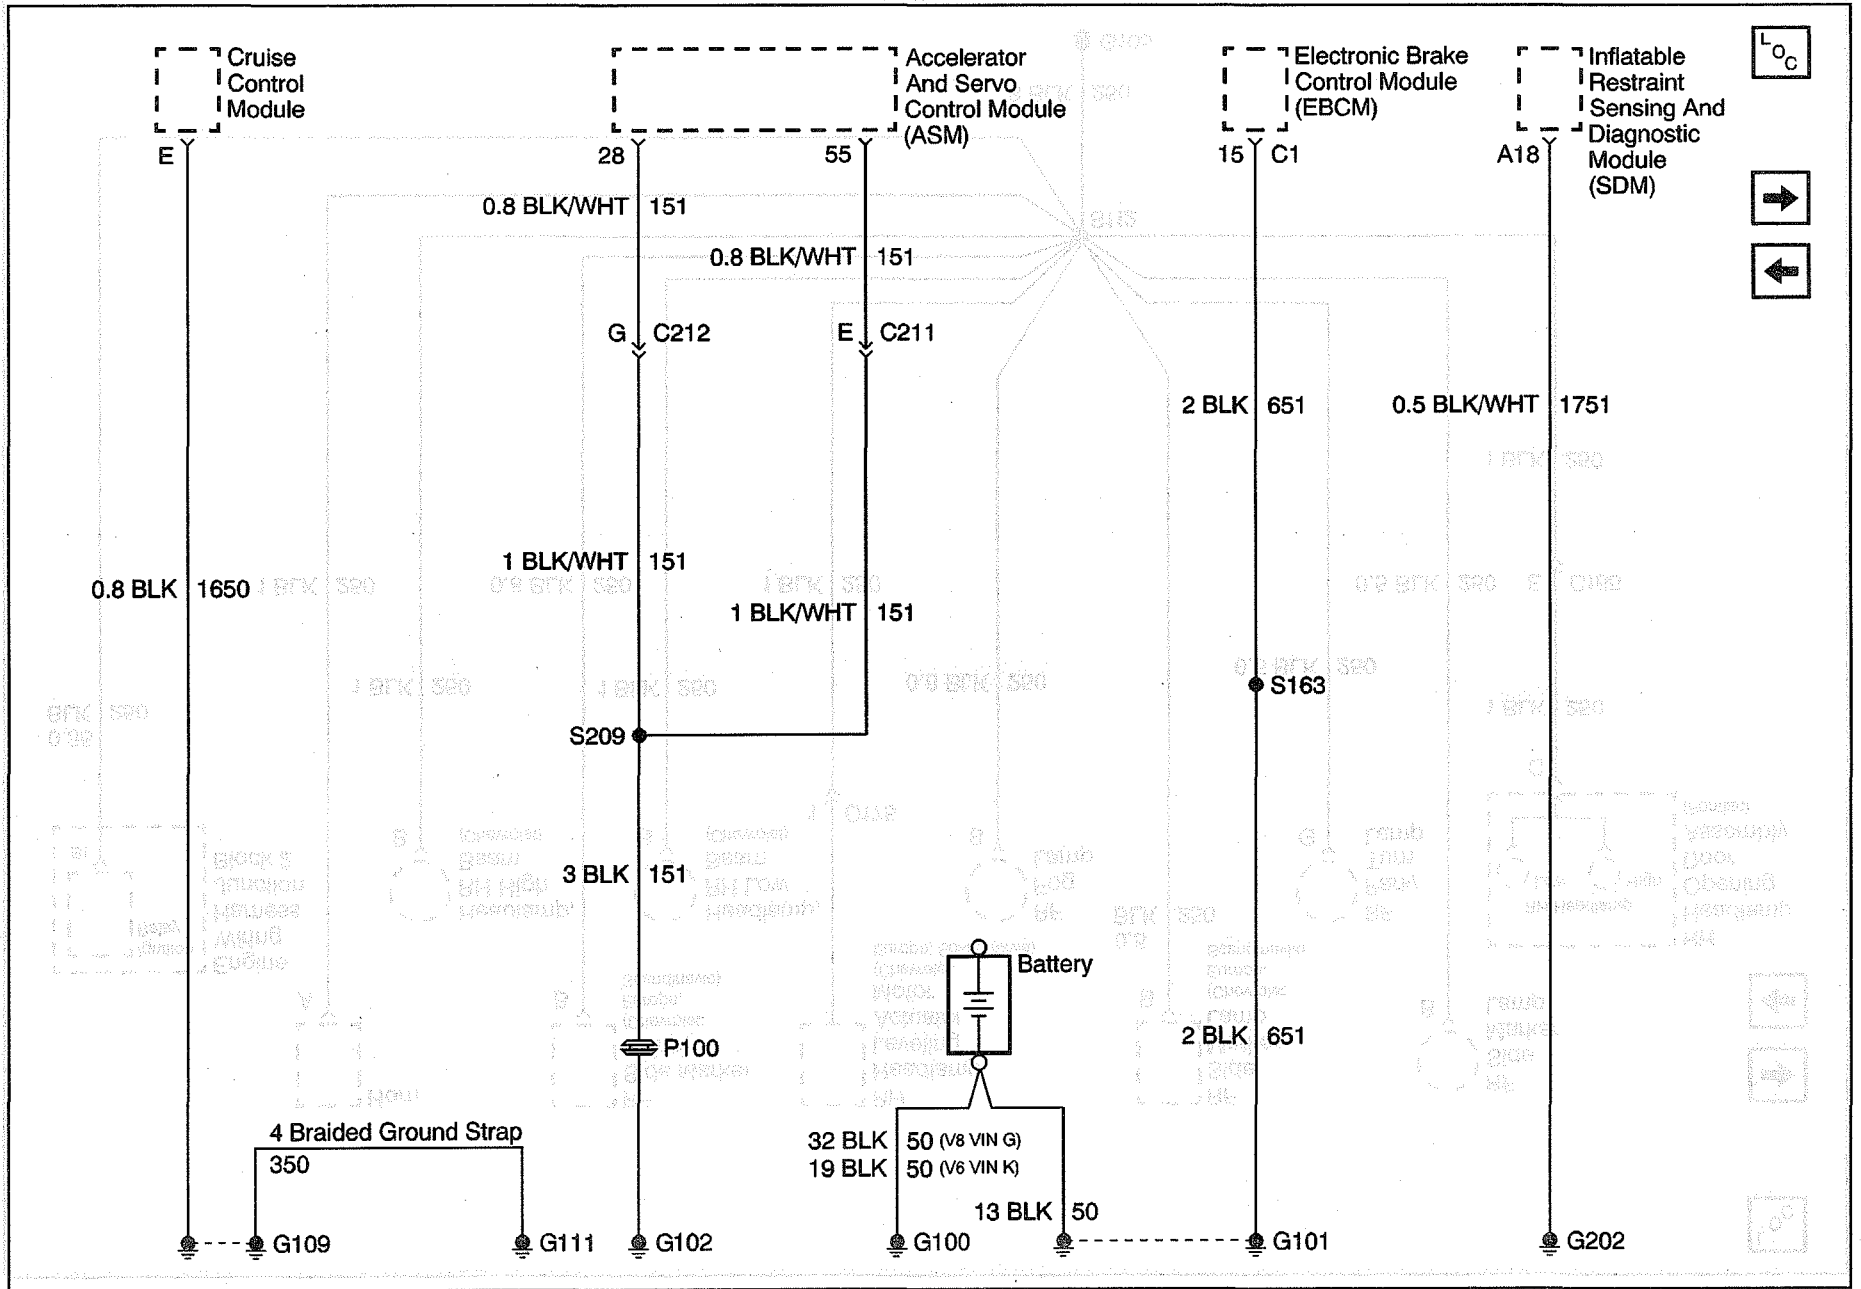 Cruise
Control
Module
Accelerator
And Servo
Control Module
(ASM)
Electronic Brake
Control Module
(EBCM)
Inflatable
Restraint
Sensing And
Diagnostic
Module
(SDM)
LOC
E
28
55
15 C1
A18
0.8 BLK/WHT 151
0.8 BLK/WHT 151
G C212
E C211
2 BLK 651
0.5 BLK/WHT 1751
1 BLK/WHT 151
0.8 BLK 1650
1 BLK/WHT 151
S163
S209
3 BLK 151
Battery
2 BLK 651
P100
4 Braided Ground Strap
350
32 BLK 50 (V8 VIN G)
19 BLK 50 (V6 VIN K)
13 BLK 50
G109
G111
G102
G100
G101
G202